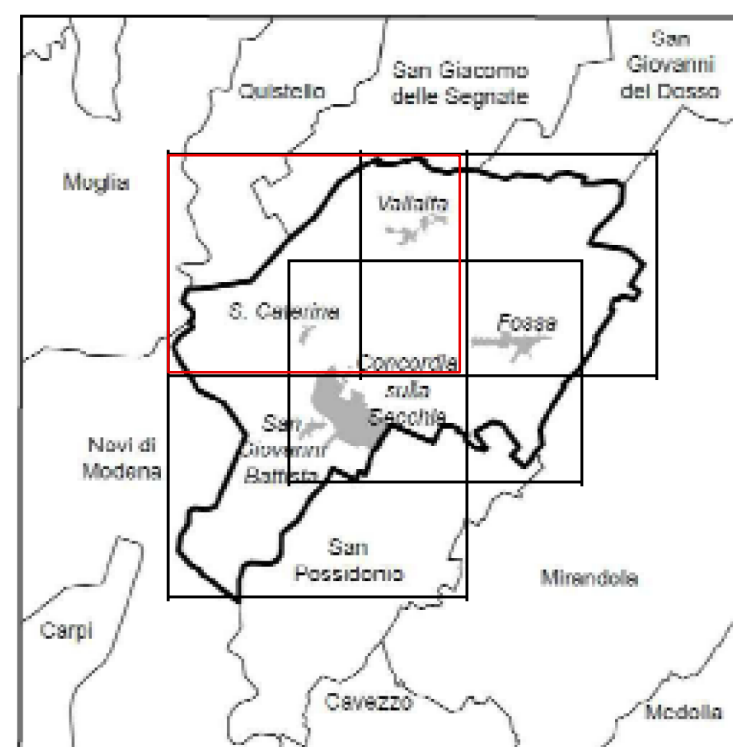 San
Giovanni
del Dosso
San Giacomo
delle Segnate
Quistello
Moglia
Vallalta
S. Caterina
Fossa
Concordia
sulla
Secchia
San
Giovanni
Battista
Novi di
Modena
San
Possidonio
Mirandola
Carpi
Cavezzo
Medolla